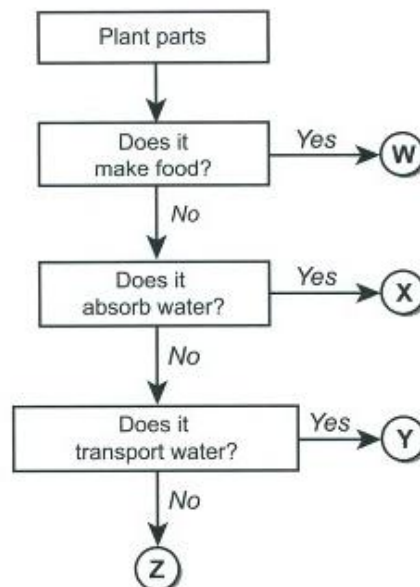 Plant parts
Does it
make food?
Yes
W
No
Does it
absorb water?
Yes
X
No
Does it
transport water?
Yes
Y
No
Z